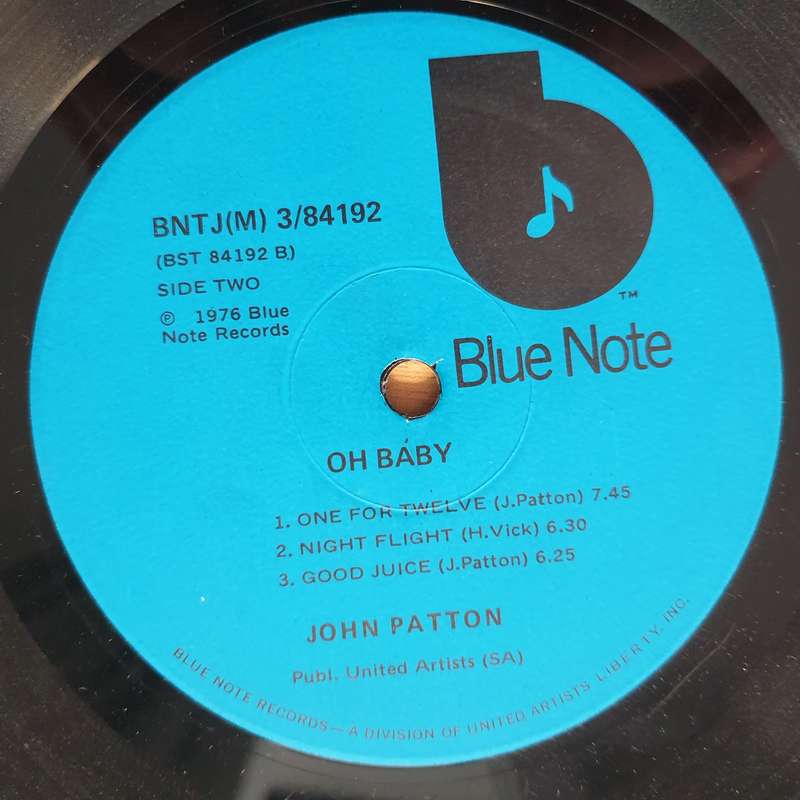 BNTJ(M) 3/84192
(BST 84192 B)
SIDE TWO
℗ 1976 Blue
Note Records
TM
Blue Note
OH BABY
1. ONE FOR TWELVE (J.Patton) 7.45
2. NIGHT FLIGHT (H.Vick) 6.30
3. GOOD JUICE (J.Patton) 6.25
JOHN PATTON
Publ. United Artists (SA)
BLUE NOTE RECORDS—A DIVISION OF UNITED ARTISTS LIBERTY, INC.